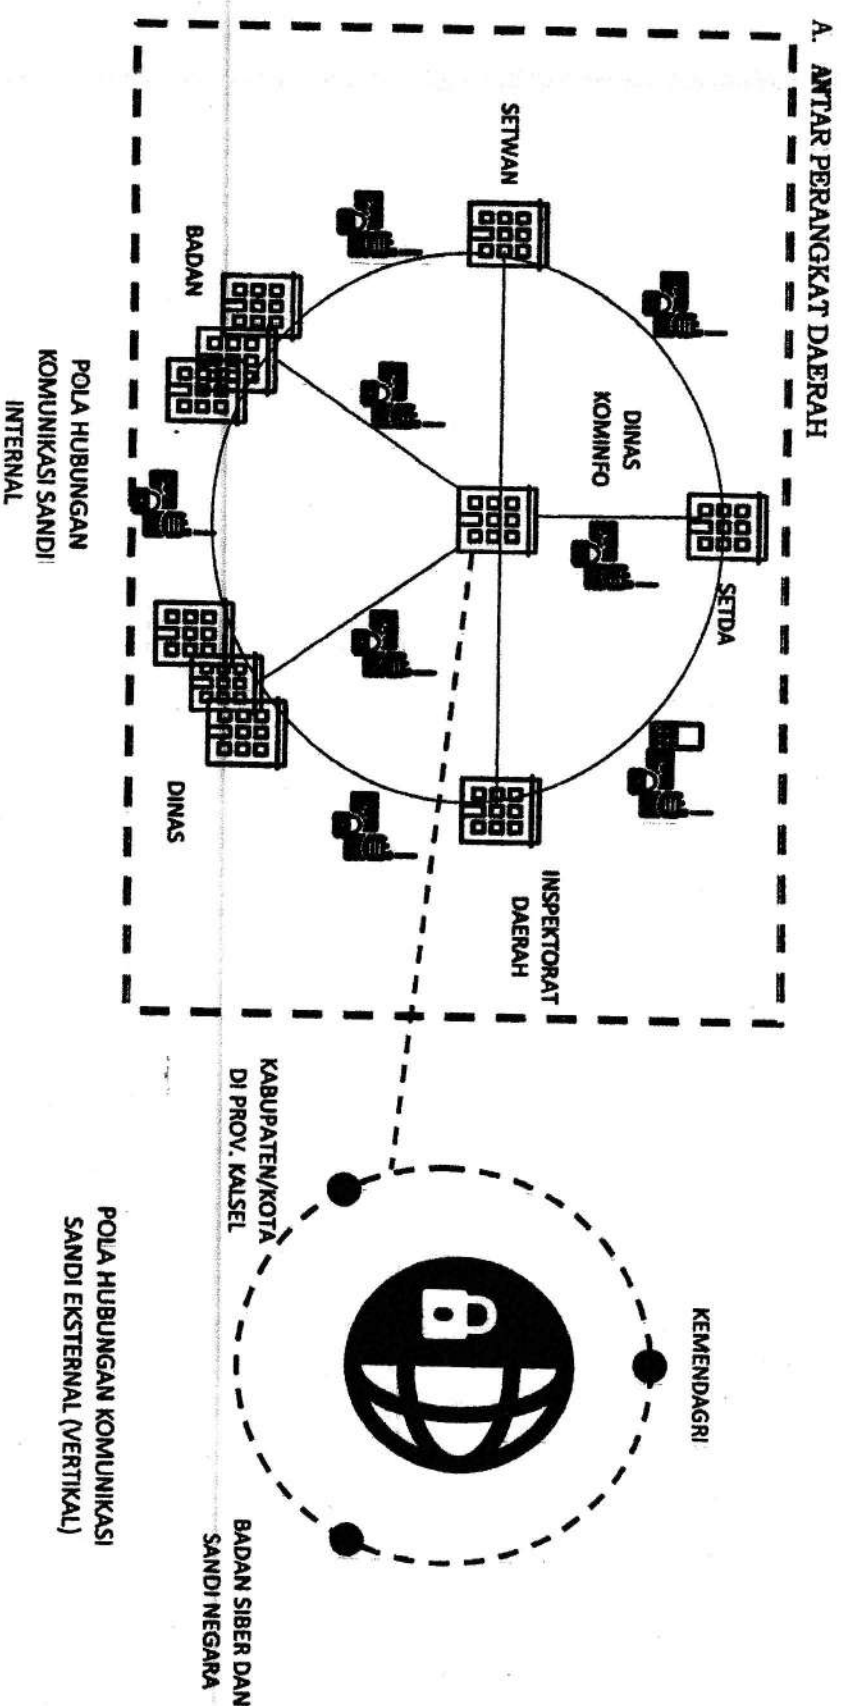 A. ANTAR PERANGKAT DAERAH
SETDA
DINAS
KOMINFO
SETWAN
INSPEKTORAT
DAERAH
BADAN
DINAS
POLA HUBUNGAN
KOMUNIKASI SANDI
INTERNAL
KEMENDAGRI
KABUPATEN/KOTA
DI PROV. KALSEL
BADAN SIBER DAN
SANDI NEGARA
POLA HUBUNGAN KOMUNIKASI
SANDI EKSTERNAL (VERTIKAL)